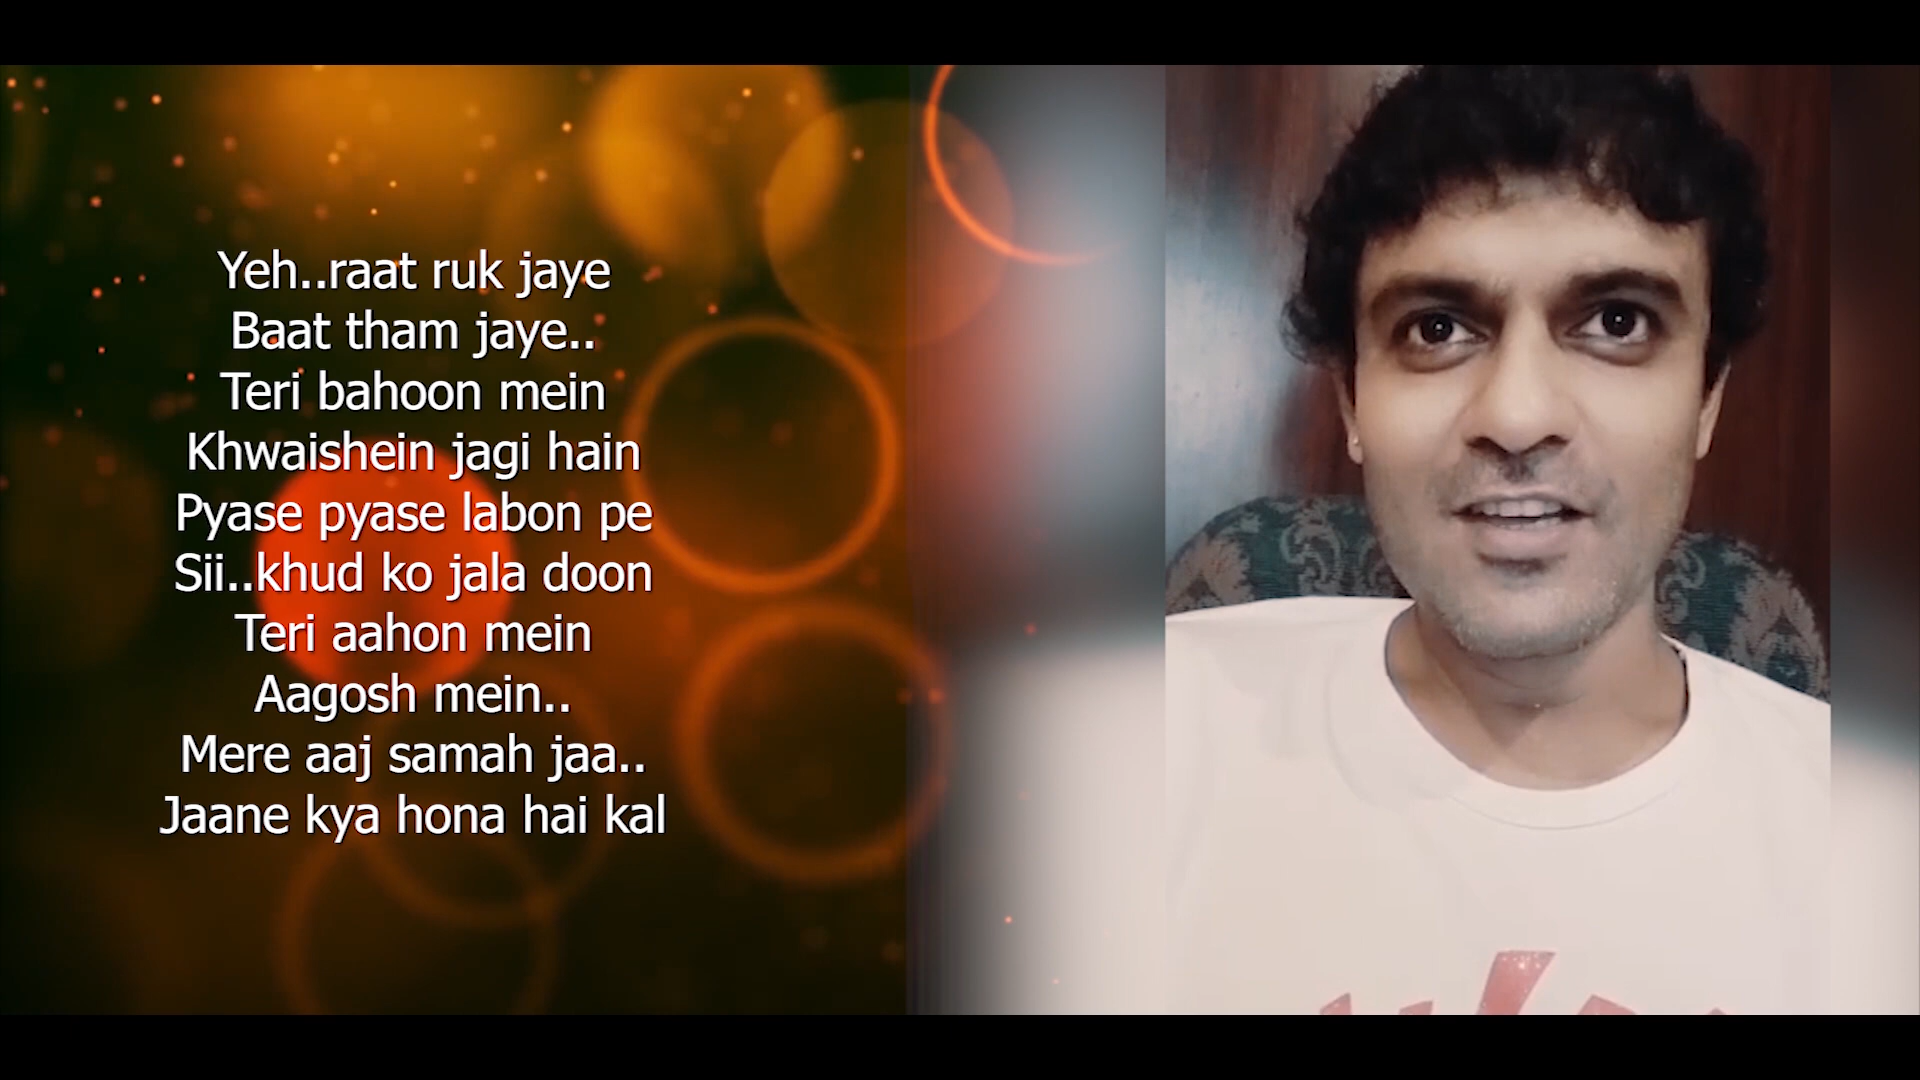 Yeh..raat ruk jaye
Baat tham jaye..
Teri bahoon mein
Khwaishein jagi hain
Pyase pyase labon pe
Sii..khud ko jala doon
Teri aahon mein
Aagosh mein..
Mere aaj samah jaa..
Jaane kya hona hai kal